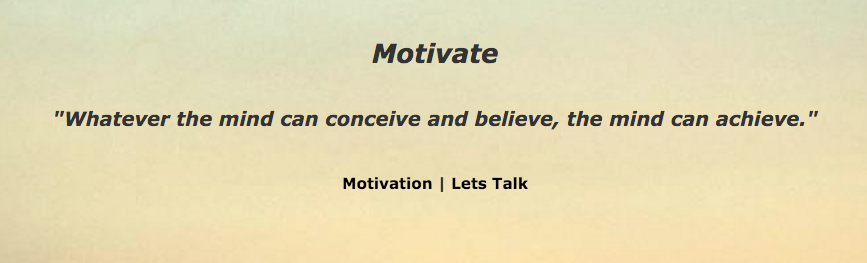 Motivate
"Whatever the mind can conceive and believe, the mind can achieve."
Motivation | Lets Talk